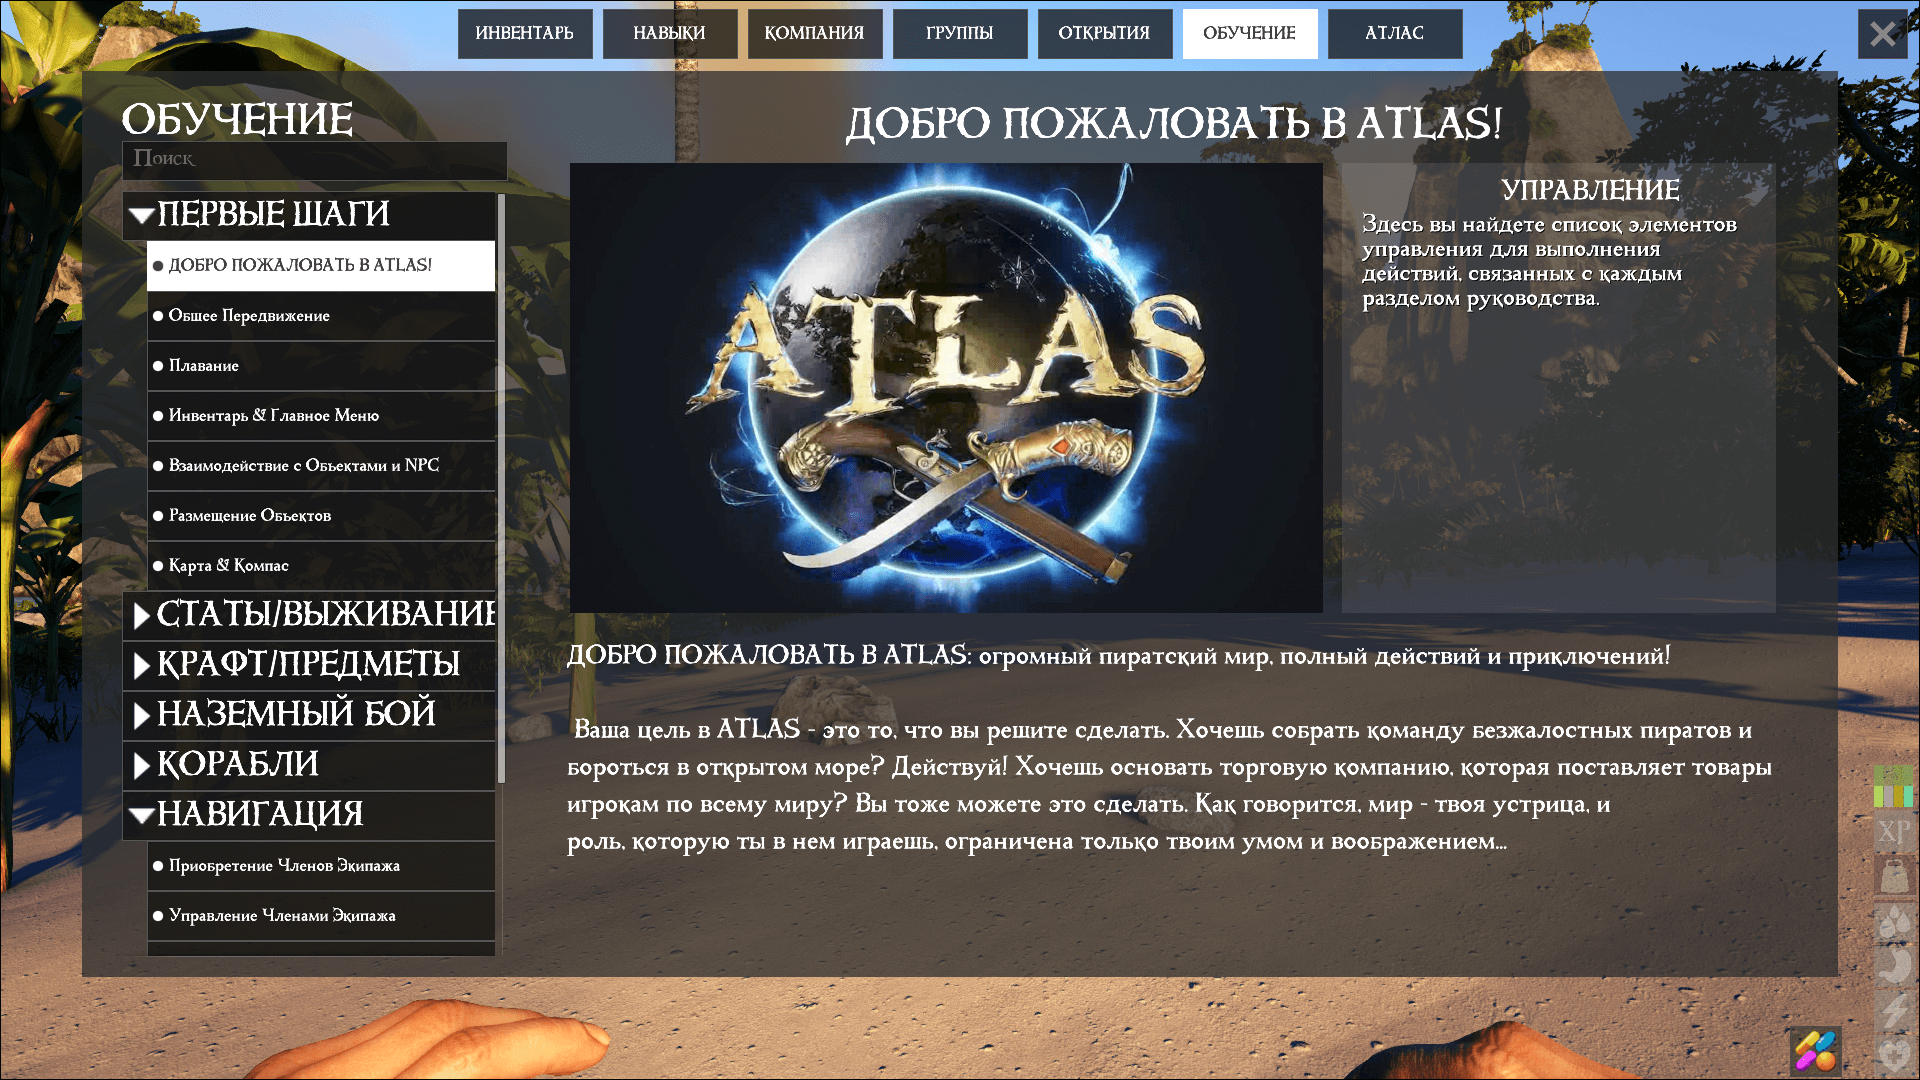 ИНВЕНТАРЬ НАВЫКИ КОМПАНИЯ ГРУППЫ ОТКРЫТИЯ ОБУЧЕНИЕ АТЛАС
ОБУЧЕНИЕ
Поиск
ПЕРВЫЕ ШАГИ
ДОБРО ПОЖАЛОВАТЬ В ATLAS!
Обшее Передвижение
Плавание
Инвентарь & Главное Меню
Взаимодействие с Обьектами и NPC
Размещение Обьектов
Карта & Компас
СТАТЫ/ВЫЖИВАНИЕ
КРАФТ/ПРЕДМЕТЫ
НАЗЕМНЫЙ БОЙ
КОРАБЛИ
НАВИГАЦИЯ
Приобретение Членов Экипажа
Управление Членами Экипажа
ДОБРО ПОЖАЛОВАТЬ В ATLAS!
ATLAS
УПРАВЛЕНИЕ
Здесь вы найдете список элементов
управления для выполнения
действий, связанных с каждым
разделом руководства.
ДОБРО ПОЖАЛОВАТЬ В ATLAS: огромный пиратский мир, полный действий и приключений!
Ваша цель в ATLAS - это то, что вы решите сделать. Хочешь собрать команду безжалостных пиратов и
бороться в открытом море? Действуй! Хочешь основать торговую компанию, которая поставляет товары
игрокам по всему миру? Вы тоже можете это сделать. Как говорится, мир - твоя устрица, и
роль, которую ты в нем играешь, ограничена только твоим умом и воображением...
XP